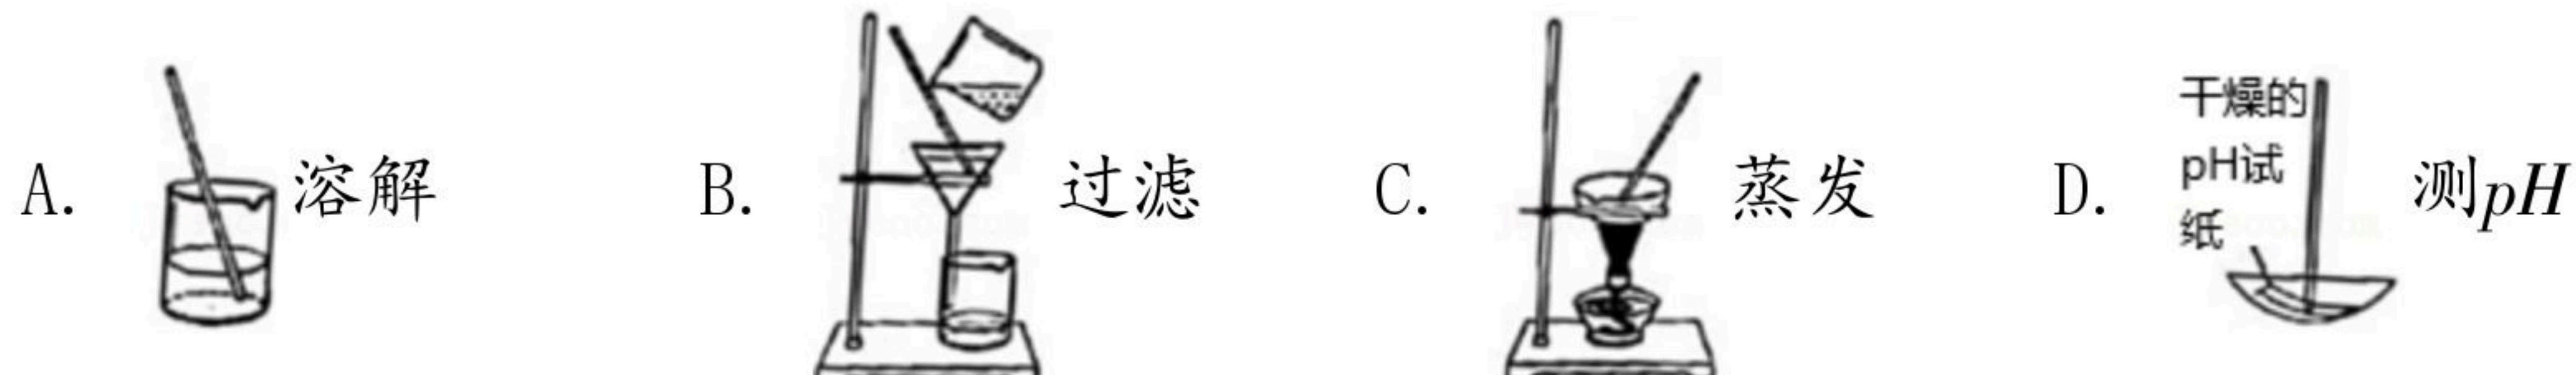 A. 溶解 B. 过滤 C. 蒸发 D. 干燥的 测pH
pH试
纸